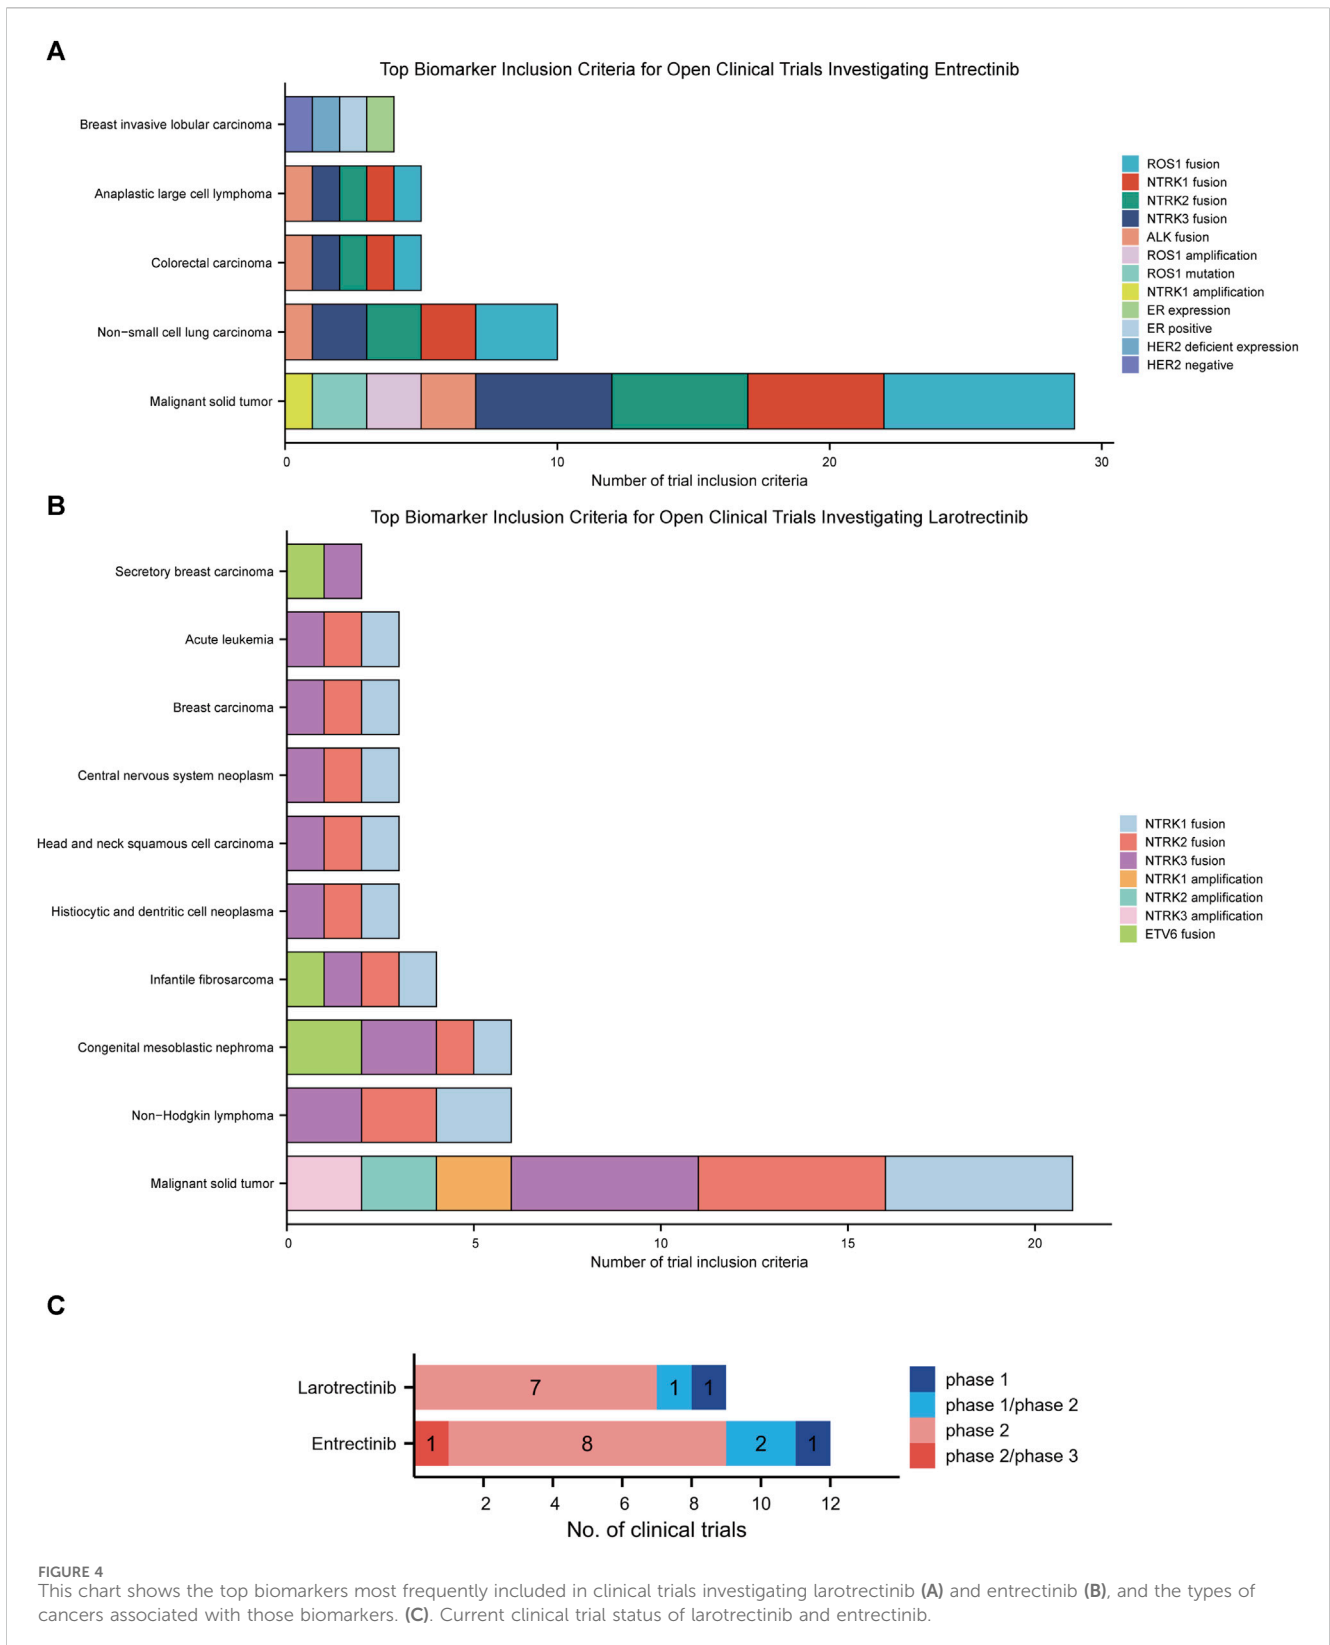 A
Top Biomarker Inclusion Criteria for Open Clinical Trials Investigating Entrectinib
Breast invasive lobular carcinoma
Anaplastic large cell lymphoma
Colorectal carcinoma
Non−small cell lung carcinoma
Malignant solid tumor
0 10 20 30
Number of trial inclusion criteria
ROS1 fusion
NTRK1 fusion
NTRK2 fusion
NTRK3 fusion
ALK fusion
ROS1 amplification
ROS1 mutation
NTRK1 amplification
ER expression
ER positive
HER2 deficient expression
HER2 negative
B
Top Biomarker Inclusion Criteria for Open Clinical Trials Investigating Larotrectinib
Secretory breast carcinoma
Acute leukemia
Breast carcinoma
Central nervous system neoplasm
Head and neck squamous cell carcinoma
Histiocytic and dentritic cell neoplasma
Infantile fibrosarcoma
Congenital mesoblastic nephroma
Non−Hodgkin lymphoma
Malignant solid tumor
0 5 10 15 20
Number of trial inclusion criteria
NTRK1 fusion
NTRK2 fusion
NTRK3 fusion
NTRK1 amplification
NTRK2 amplification
NTRK3 amplification
ETV6 fusion
C
Larotrectinib 7 1 1
Entrectinib 1 8 2 1
2 4 6 8 10 12
No. of clinical trials
phase 1
phase 1/phase 2
phase 2
phase 2/phase 3
FIGURE 4
This chart shows the top biomarkers most frequently included in clinical trials investigating larotrectinib (A) and entrectinib (B), and the types of
cancers associated with those biomarkers. (C). Current clinical trial status of larotrectinib and entrectinib.